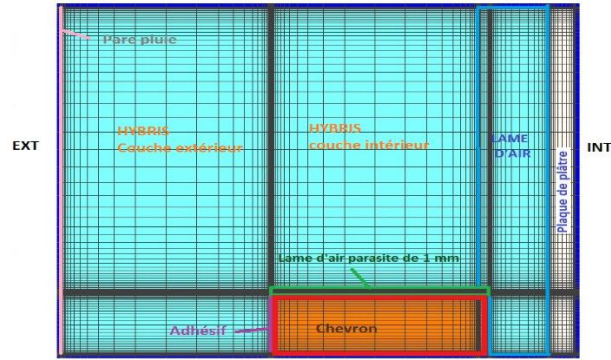 Pare pluie
HYBRIS
Couche extérieur
HYBRIS
couche intérieur
LAME
D'AIR
EXT
INT
Plaque de plâtre
Lame d'air parasite de 1 mm
Adhésif
Chevron